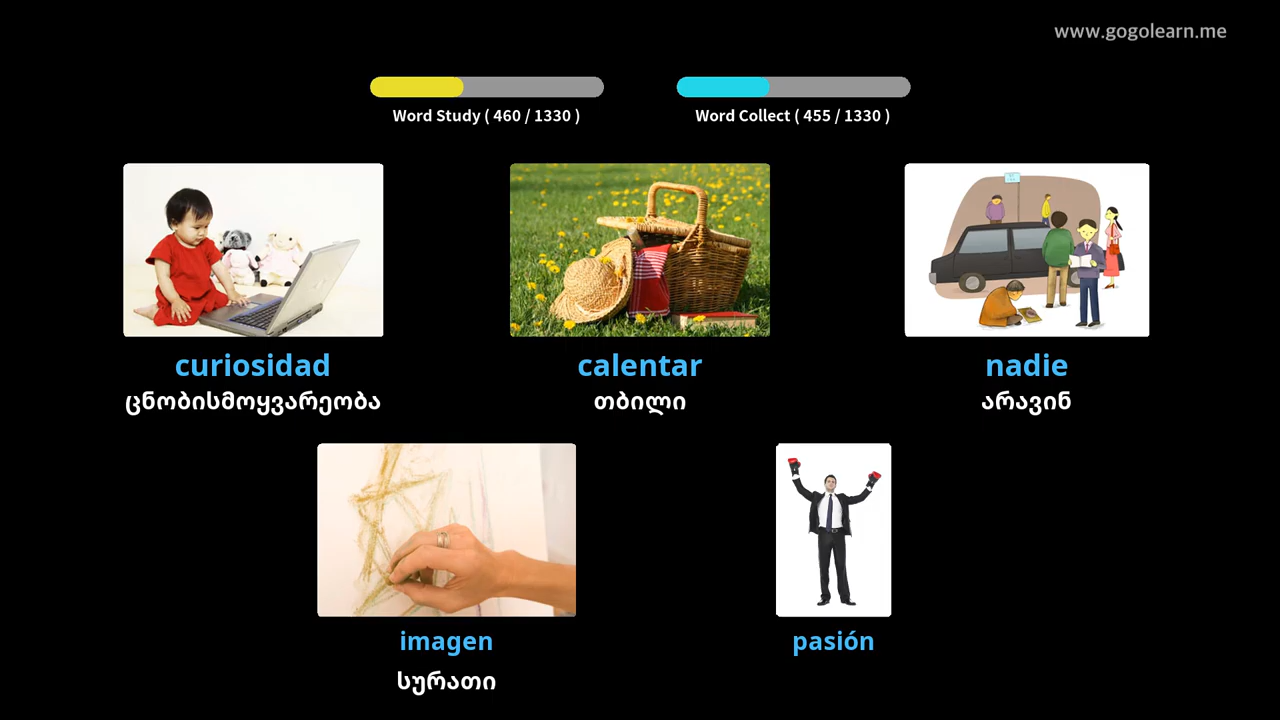 www.gogolearn.me
Word Study ( 460 / 1330 )
Word Collect ( 455 / 1330 )
curiosidad
ცნობისმოყვარეობა
calentar
თბილი
nadie
არავინ
imagen
სურათი
pasión